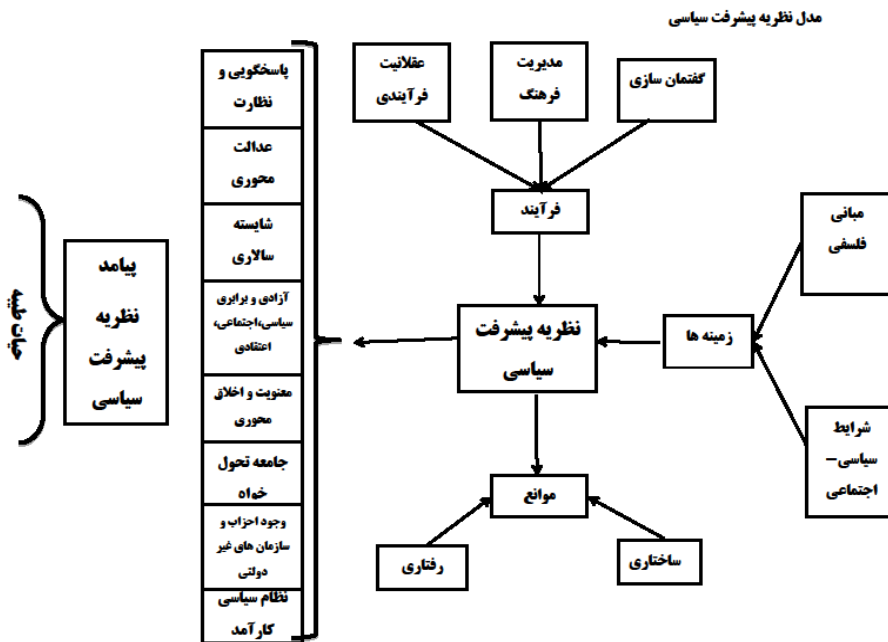 مدل نظریه پیشرفت سیاسی
گفتمان سازی
مدیریت
فرهنگ
عقلانیت
فرآیندی
فرآیند
مبانی
فلسفی
زمینه ها
شرایط
سیاسی–
اجتماعی
نظریه پیشرفت
سیاسی
موانع
ساختاری
رفتاری
پاسخگویی و
نظارت
عدالت
محوری
شایسته
سالاری
آزادی و برابری
سیاسی،اجتماعی،
اعتقادی
معنویت و اخلاق
محوری
جامعه تحول
خواه
وجود احزاب و
سازمان های غیر
دولتی
نظام سیاسی
کارآمد
پیامد
نظریه
پیشرفت
سیاسی
حیات طیبه